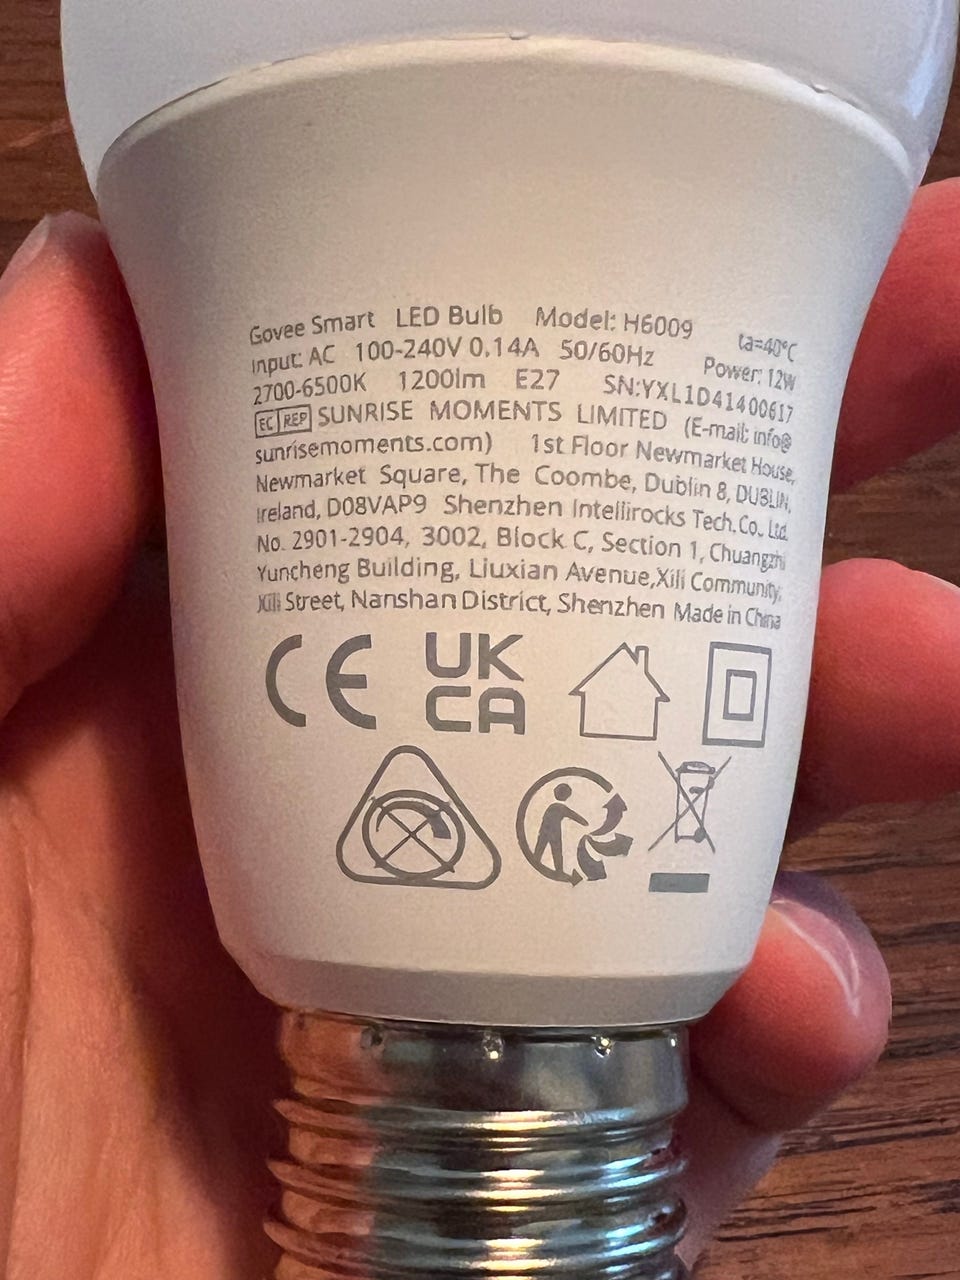 Govee Smart LED Bulb Model: H6009 ta=40°C
Input: AC 100-240V 0.14A 50/60Hz Power: 12W
2700-6500K 1200lm E27 SN:YXL1D41400617
EC REP SUNRISE MOMENTS LIMITED (E-mail: info@
sunrisemoments.com) 1st Floor Newmarket House,
Newmarket Square, The Coombe, Dublin 8, DUBLIN,
Ireland, D08VAP9 Shenzhen Intellirocks Tech. Co., Ltd.
No. 2901-2904, 3002, Block C, Section 1, Chuangzhi
Yuncheng Building, Liuxian Avenue,Xili Community,
Xili Street, Nanshan District, Shenzhen Made in China
CE UK
CA